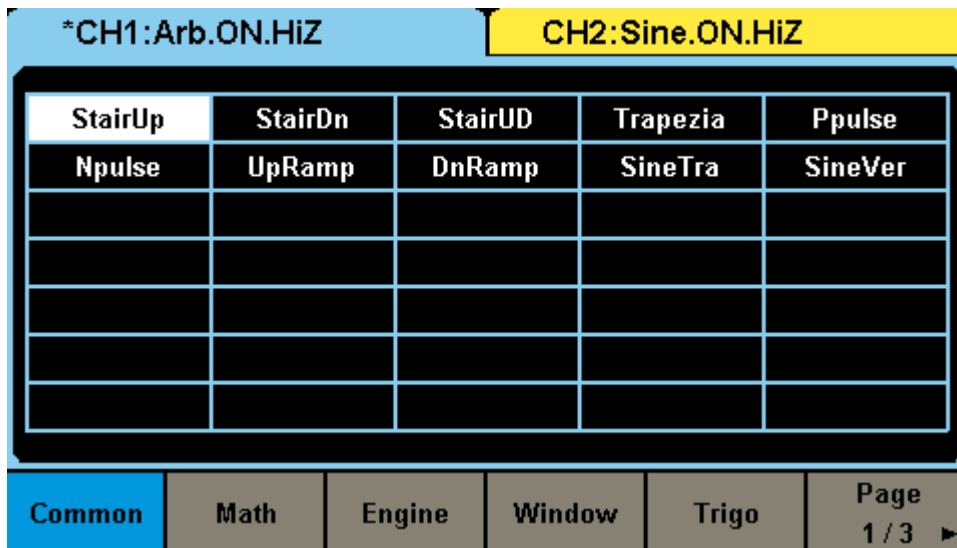 *CH1:Arb.ON.HiZ CH2:Sine.ON.HiZ
StairUp StairDn StairUD Trapezia Ppulse
Npulse UpRamp DnRamp SineTra SineVer
Common Math Engine Window Trigo Page
1 / 3 ►